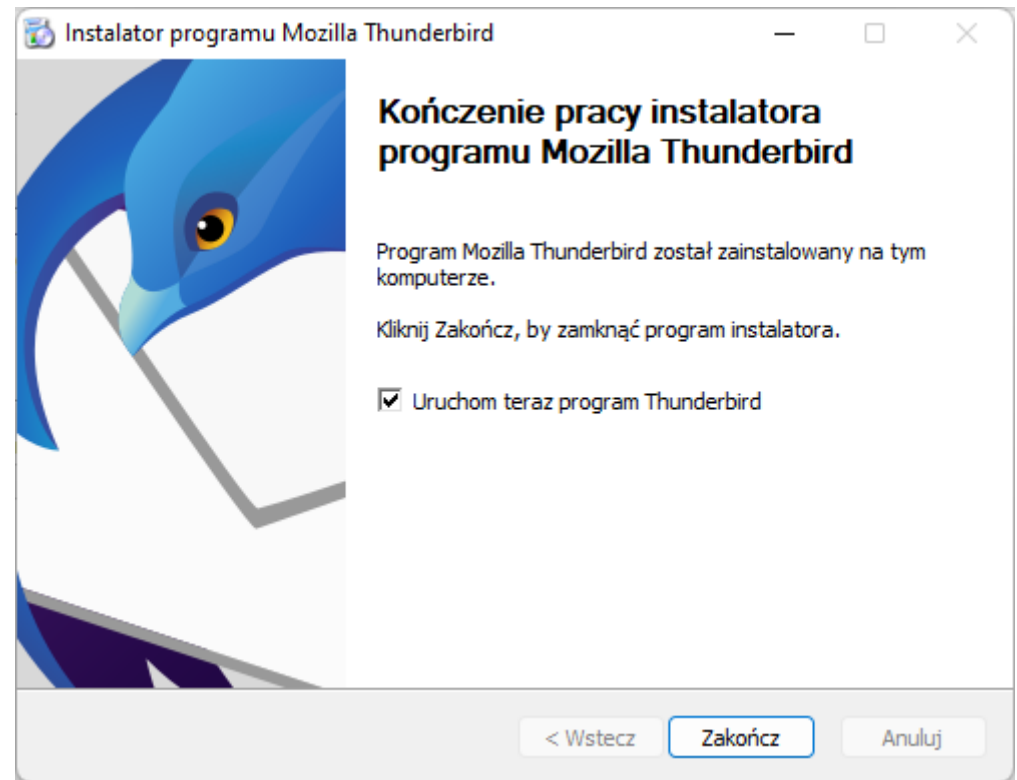 Instalator programu Mozilla Thunderbird
Kończenie pracy instalatora
programu Mozilla Thunderbird
Program Mozilla Thunderbird został zainstalowany na tym
komputerze.
Kliknij Zakończ, by zamknąć program instalatora.
Uruchom teraz program Thunderbird
< Wstecz
Zakończ
Anuluj